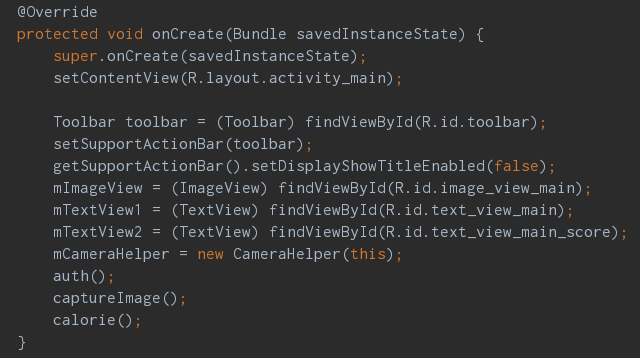 @Override
protected void onCreate(Bundle savedInstanceState) {
    super.onCreate(savedInstanceState);
    setContentView(R.layout.activity_main);

    Toolbar toolbar = (Toolbar) findViewById(R.id.toolbar);
    setSupportActionBar(toolbar);
    getSupportActionBar().setDisplayShowTitleEnabled(false);
    mImageView = (ImageView) findViewById(R.id.image_view_main);
    mTextView1 = (TextView) findViewById(R.id.text_view_main);
    mTextView2 = (TextView) findViewById(R.id.text_view_main_score);
    mCameraHelper = new CameraHelper(this);
    auth();
    captureImage();
    calorie();
}